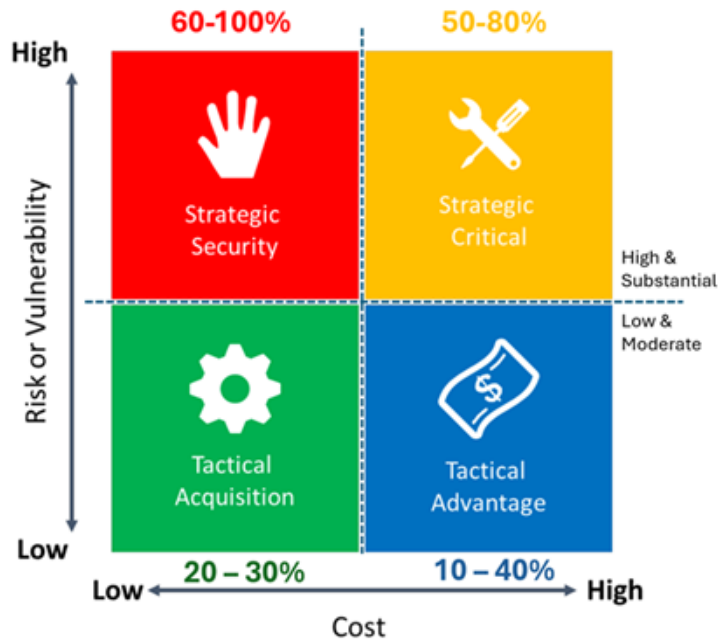 60-100%
50-80%
High
Strategic
Security
Strategic
Critical
Risk or Vulnerability
High &
Substantial
Low &
Moderate
Tactical
Acquisition
Tactical
Advantage
$
Low
20 – 30%
10 – 40%
Low
High
Cost